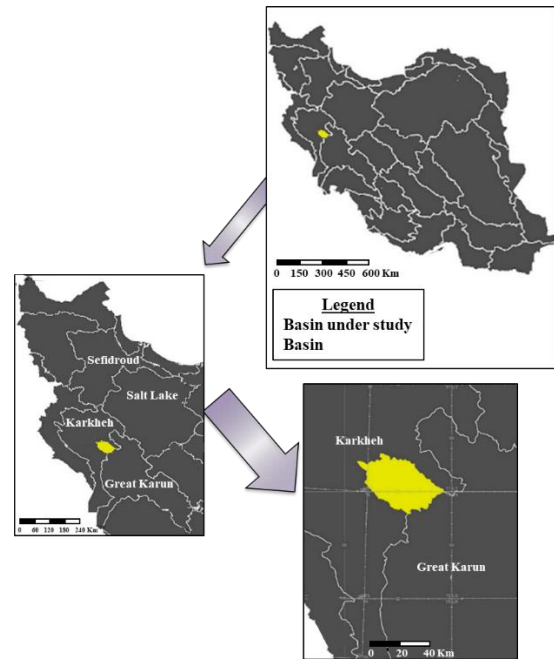 0 150 300 450 600 Km
Legend
Basin under study
Basin
Sefidroud
Salt Lake
Karkheh
Great Karun
0 60 120 180 240 Km
Karkheh
Great Karun
0 20 40 Km